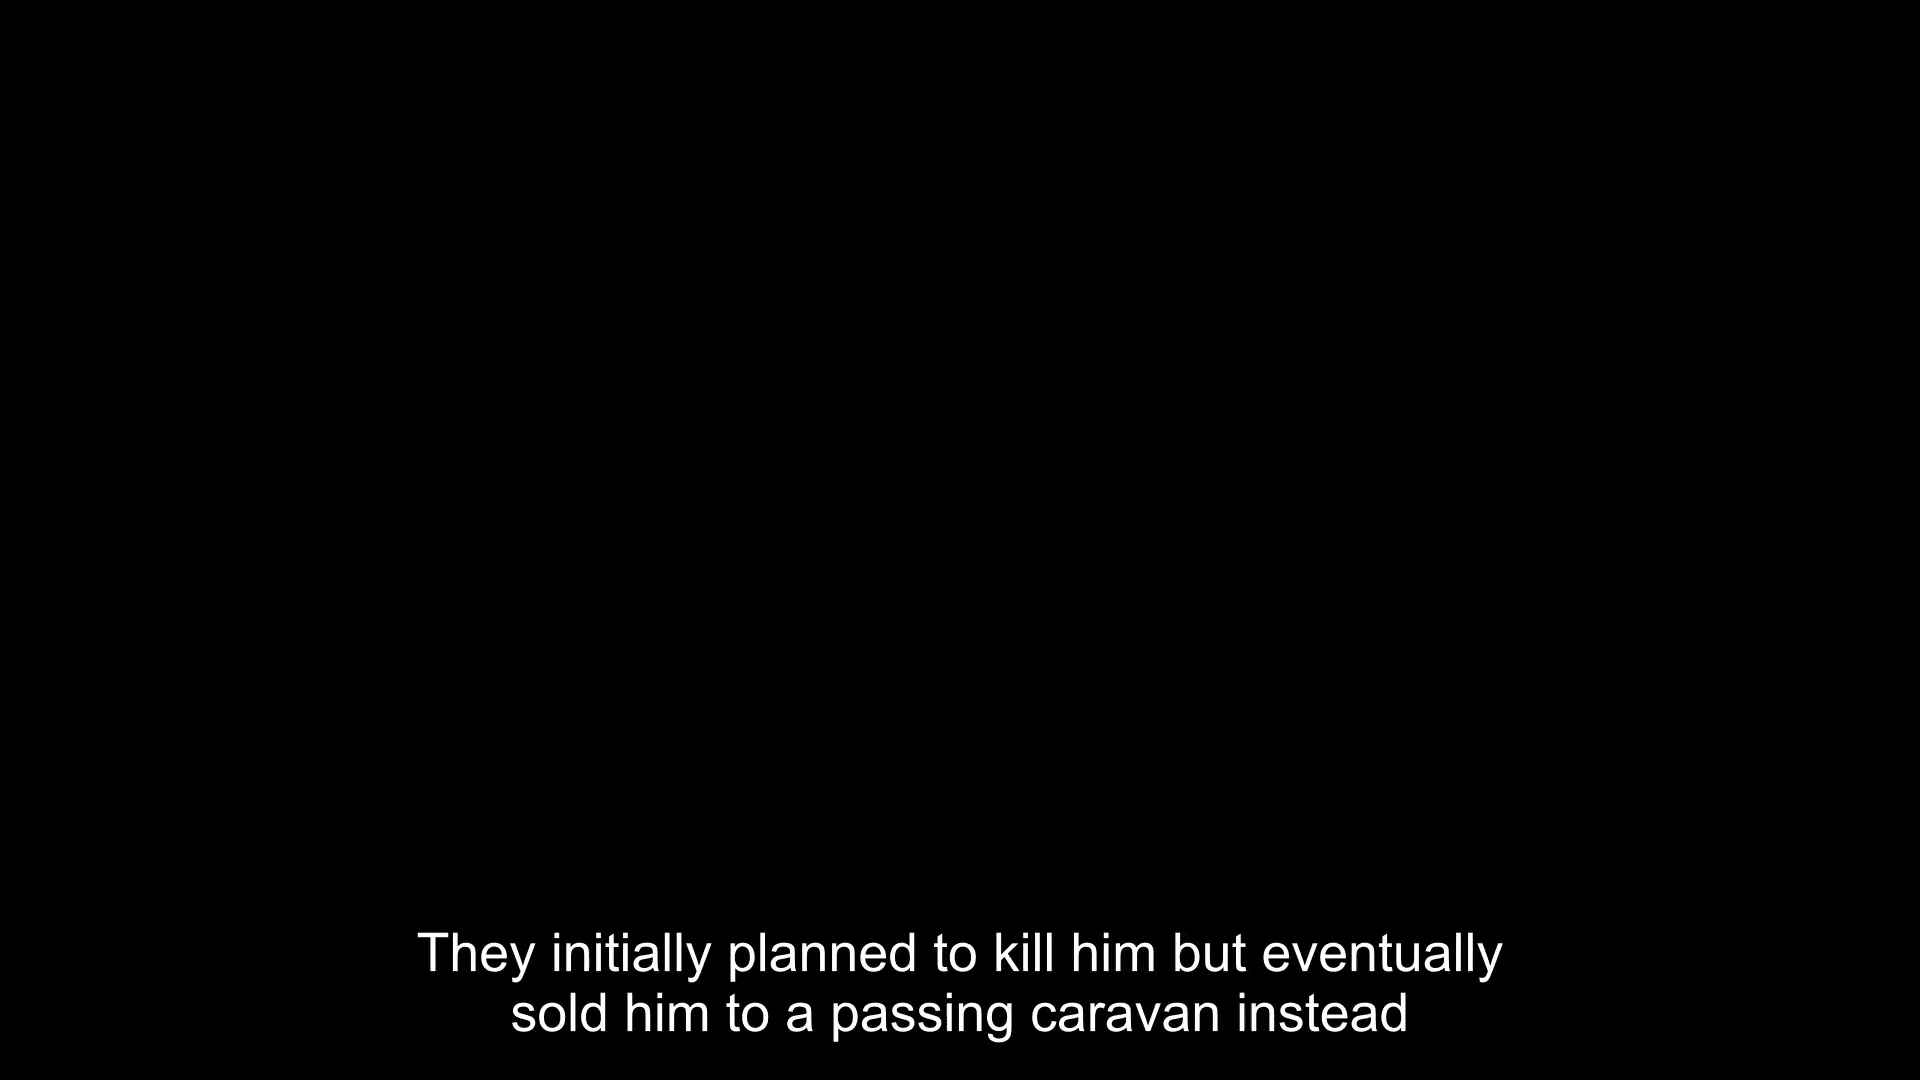 They initially planned to kill him but eventually
sold him to a passing caravan instead